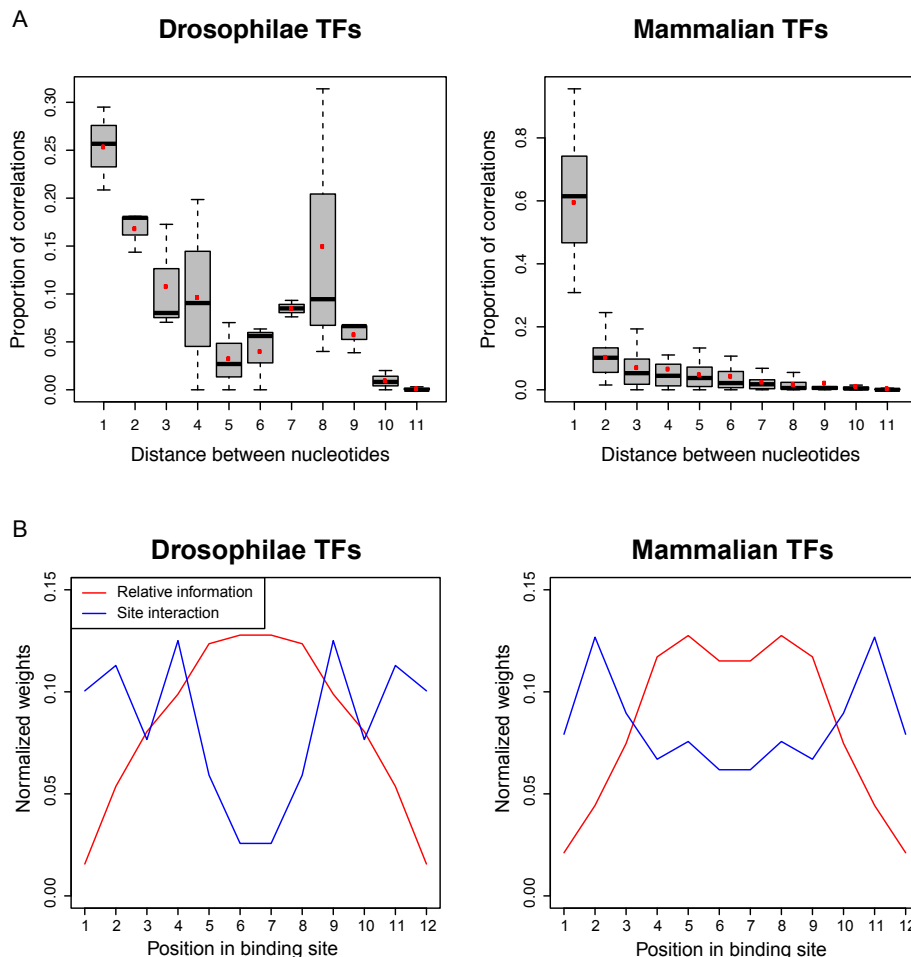 A
Drosophilae TFs
Mammalian TFs
Proportion of correlations
0.00 0.05 0.10 0.15 0.20 0.25 0.30
1 2 3 4 5 6 7 8 9 10 11
Distance between nucleotides
Proportion of correlations
0.0 0.2 0.4 0.6 0.8
1 2 3 4 5 6 7 8 9 10 11
Distance between nucleotides
B
Drosophilae TFs
Mammalian TFs
Relative information
Site interaction
Normalized weights
0.00 0.05 0.10 0.15
1 2 3 4 5 6 7 8 9 10 11 12
Position in binding site
Normalized weights
0.00 0.05 0.10 0.15
1 2 3 4 5 6 7 8 9 10 11 12
Position in binding site